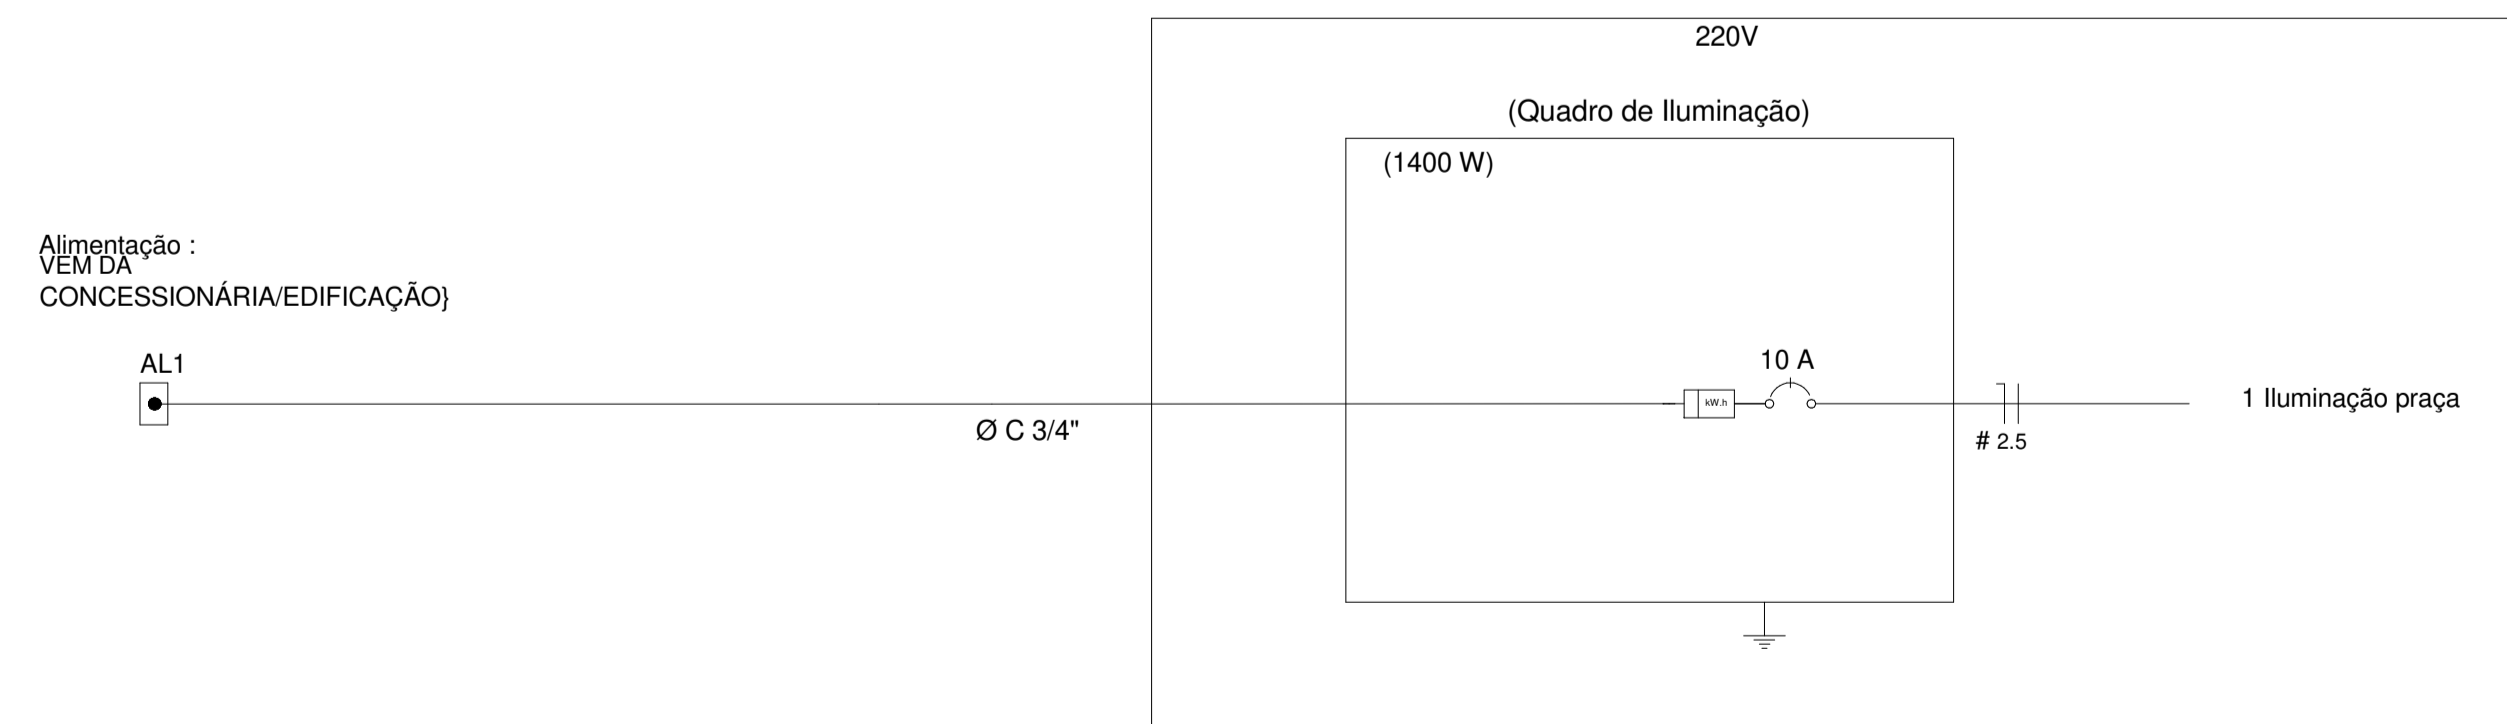 220V
(Quadro de Iluminação)
(1400 W)
Alimentação :
VEM DA
CONCESSIONÁRIA/EDIFICAÇÃO}
AL1
10 A
kW.h
1 Iluminação praça
Ø C 3/4"
# 2.5